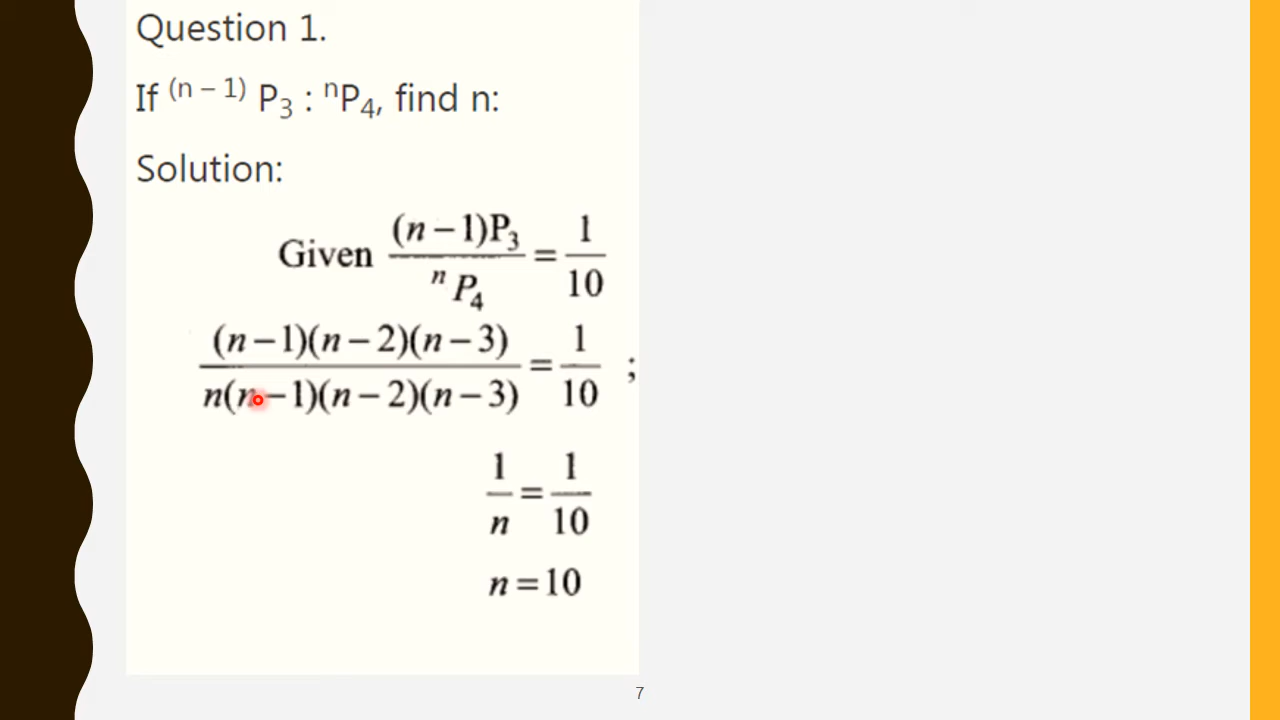 Question 1.
If (n – 1) P3 : nP4, find n:
Solution:
Given (n – 1)P3 / n P4 = 1/10
(n – 1)(n – 2)(n – 3) / n(n – 1)(n – 2)(n – 3) = 1/10 ;
1/n = 1/10
n = 10
7